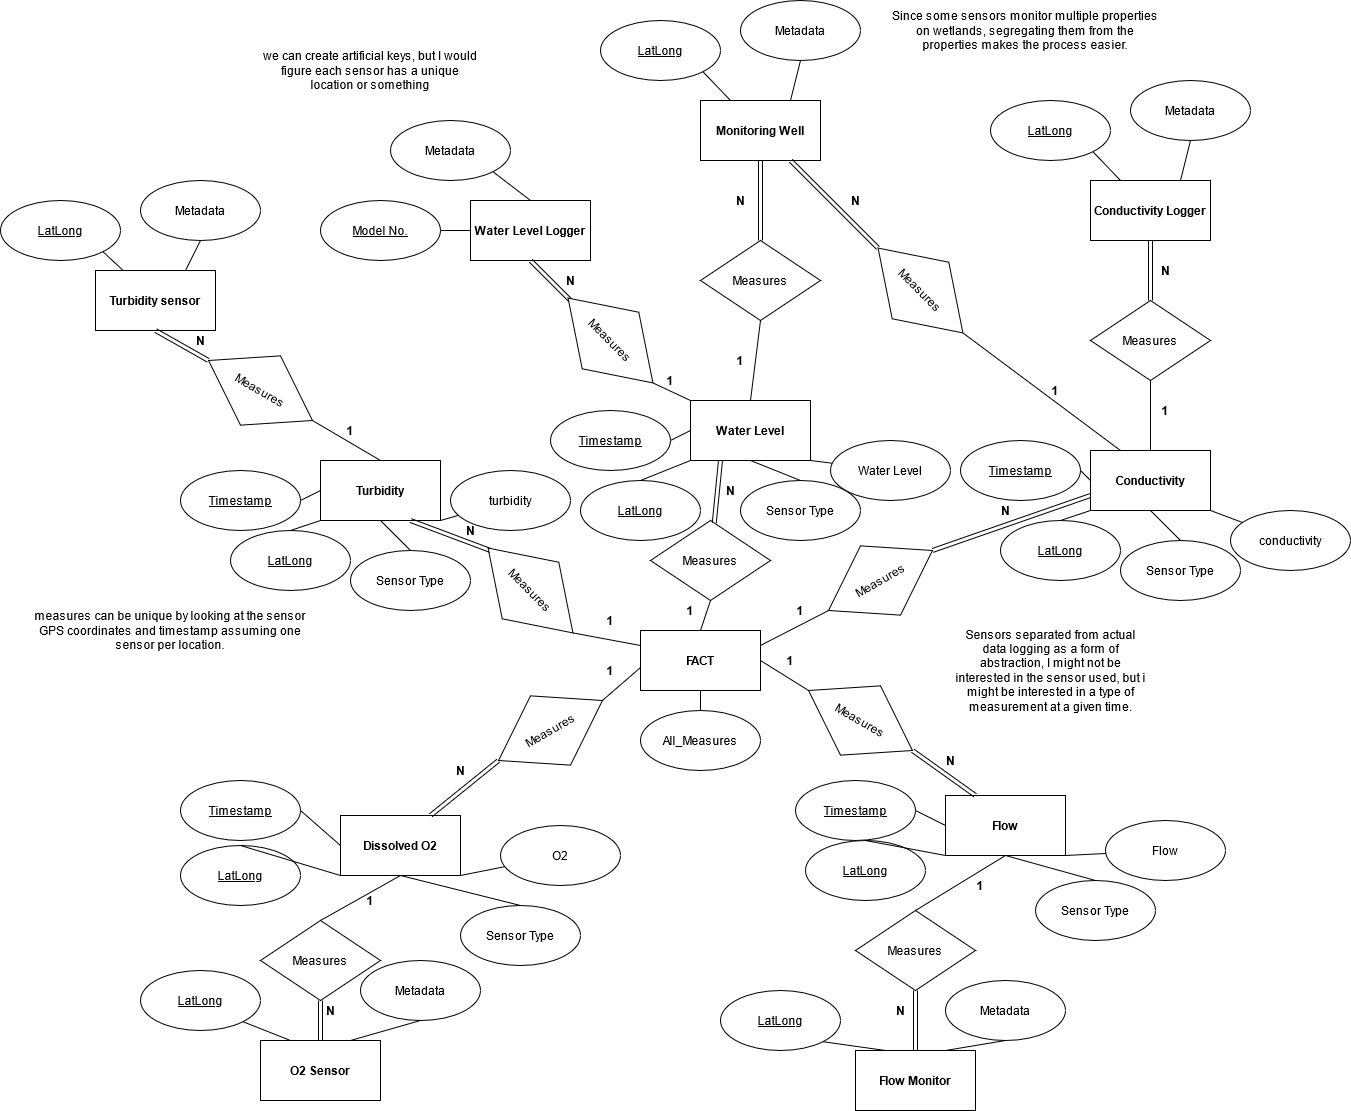 Since some sensors monitor multiple properties
on wetlands, segregating them from the
properties makes the process easier.
we can create artificial keys, but I would
figure each sensor has a unique
location or something
LatLong
Metadata
Monitoring Well
LatLong
Metadata
Conductivity Logger
Metadata
Model No.
Water Level Logger
LatLong
Metadata
Turbidity sensor
N
N
N
N
N
Measures
Measures
Measures
Measures
Measures
1
1
1
1
1
Timestamp
Water Level
Water Level
LatLong
Sensor Type
N
Timestamp
Conductivity
LatLong
Sensor Type
conductivity
N
Timestamp
Turbidity
turbidity
LatLong
Sensor Type
N
Measures
Measures
Measures
measures can be unique by looking at the sensor
GPS coordinates and timestamp assuming one
sensor per location.
1
1
1
FACT
All_Measures
1
1
Sensors separated from actual
data logging as a form of
abstraction, I might not be
interested in the sensor used, but i
might be interested in a type of
measurement at a given time.
Measures
Measures
N
N
Timestamp
Dissolved O2
LatLong
O2
Sensor Type
1
Timestamp
Flow
LatLong
Flow
Sensor Type
1
Measures
Measures
LatLong
Metadata
N
O2 Sensor
LatLong
Metadata
N
Flow Monitor